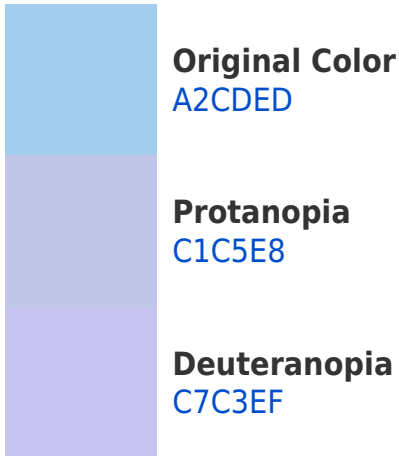 Original Color
A2CDED
Protanopia
C1C5E8
Deuteranopia
C7C3EF